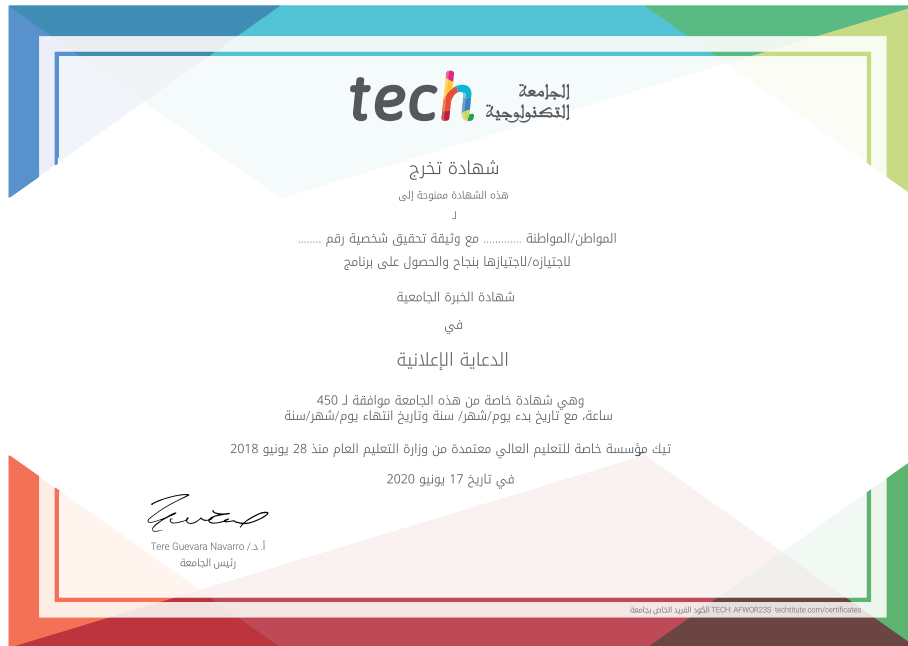 tech الجامعة
التكنولوجية
شهادة تخرج
هذه الشهادة ممنوحة إلى
لـ
المواطن/المواطنة ............. مع وثيقة تحقيق شخصية رقم ........
لاجتيازه/لاجتيازها بنجاح والحصول على برنامج
شهادة الخبرة الجامعية
في
الدعاية الإعلانية
وهي شهادة خاصة من هذه الجامعة موافقة لـ 450
ساعة، مع تاريخ بدء يوم/شهر/ سنة وتاريخ انتهاء يوم/شهر/سنة
تيك مؤسسة خاصة للتعليم العالي معتمدة من وزارة التعليم العام منذ 28 يونيو 2018
في تاريخ 17 يونيو 2020
أ. د./ Tere Guevara Navarro
رئيس الجامعة
الكود الفريد الخاص بجامعة TECH: AFWOR23S techtitute.com/certificates